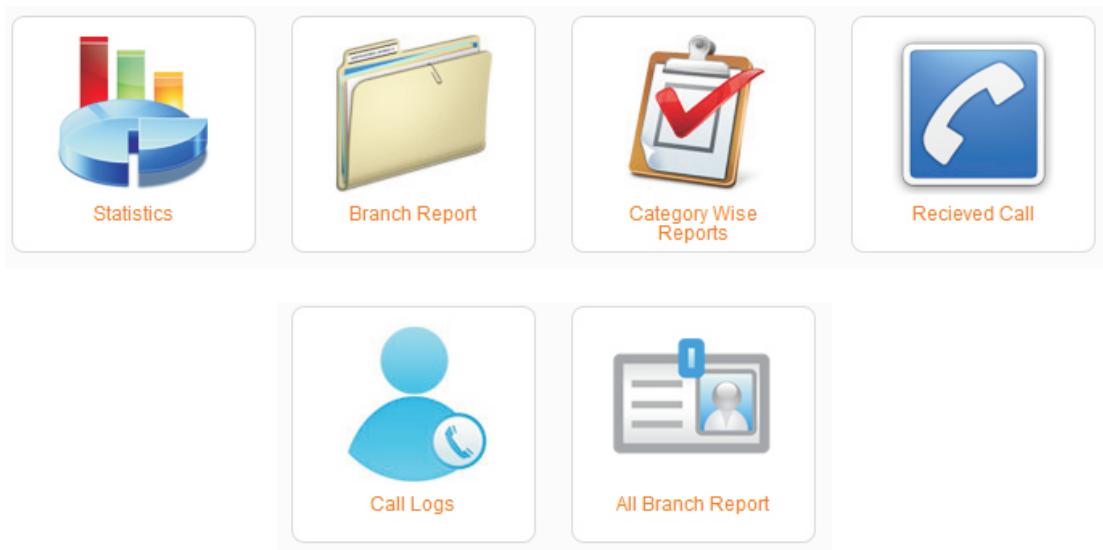 Statistics
Branch Report
Category Wise
Reports
Recieved Call
Call Logs
All Branch Report